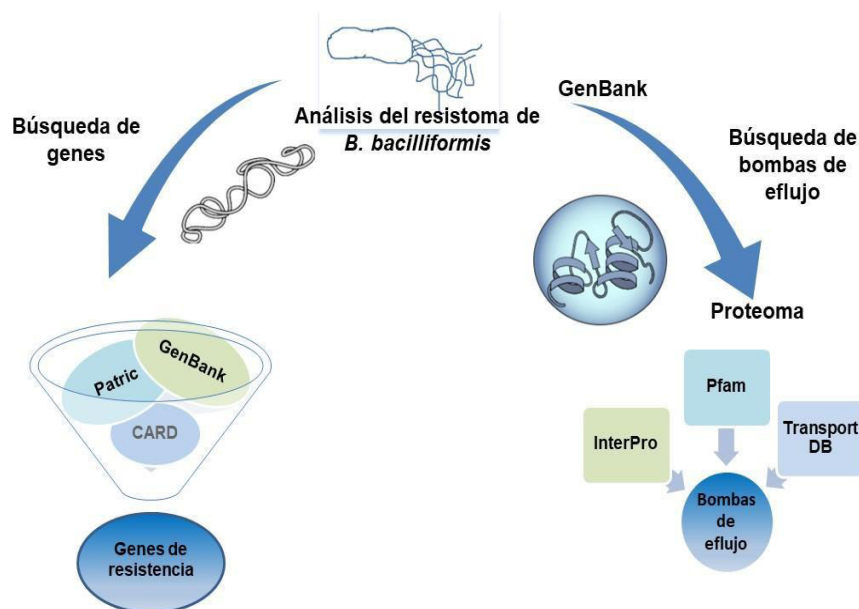 Análisis del resistoma de
B. bacilliformis
Búsqueda de
genes
Patric
GenBank
CARD
Genes de
resistencia
GenBank
Búsqueda de
bombas de
eflujo
Proteoma
Pfam
InterPro
Transport
DB
Bombas
de
eflujo